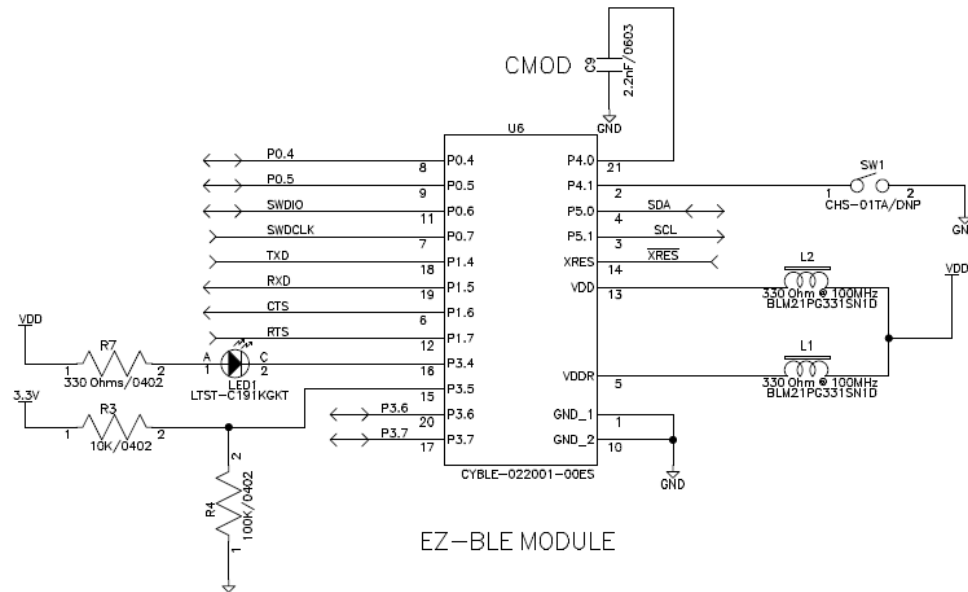 CMOD
C9
2.2nF/0603
GND
U6
P0.4
8
P0.4
P0.5
9
P0.5
SWDIO
11
P0.6
SWDCLK
7
P0.7
TXD
18
P1.4
RXD
19
P1.5
CTS
6
P1.6
RTS
12
P1.7
VDD
R7
1
2
330 Ohms/0402
A
1
C
2
LED1
LTST-C191KGKT
16
P3.4
3.3V
R3
1
2
10K/0402
15
P3.5
P3.6
20
P3.6
P3.7
17
P3.7
2
R4
100K/0402
1
P4.0
21
P4.1
2
SW1
1
2
CHS-01TA/DNP
GN
P5.0
4
SDA
P5.1
3
SCL
XRES
14
XRES
VDD
13
L2
330 Ohm @ 100MHz
BLM21PG331SN1D
VDD
VDDR
5
L1
330 Ohm @ 100MHz
BLM21PG331SN1D
GND_1
1
GND_2
10
GND
CYBLE-022001-00ES
EZ-BLE MODULE